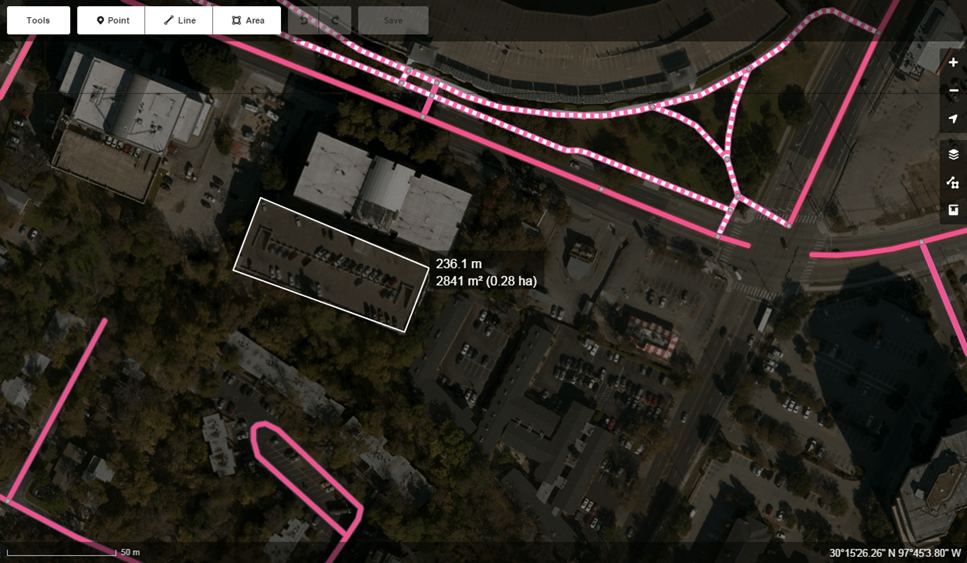 Tools
Point
Line
Area
Save
236.1 m
2841 m² (0.28 ha)
50 m
30°15'26.26" N 97°45'3.80" W